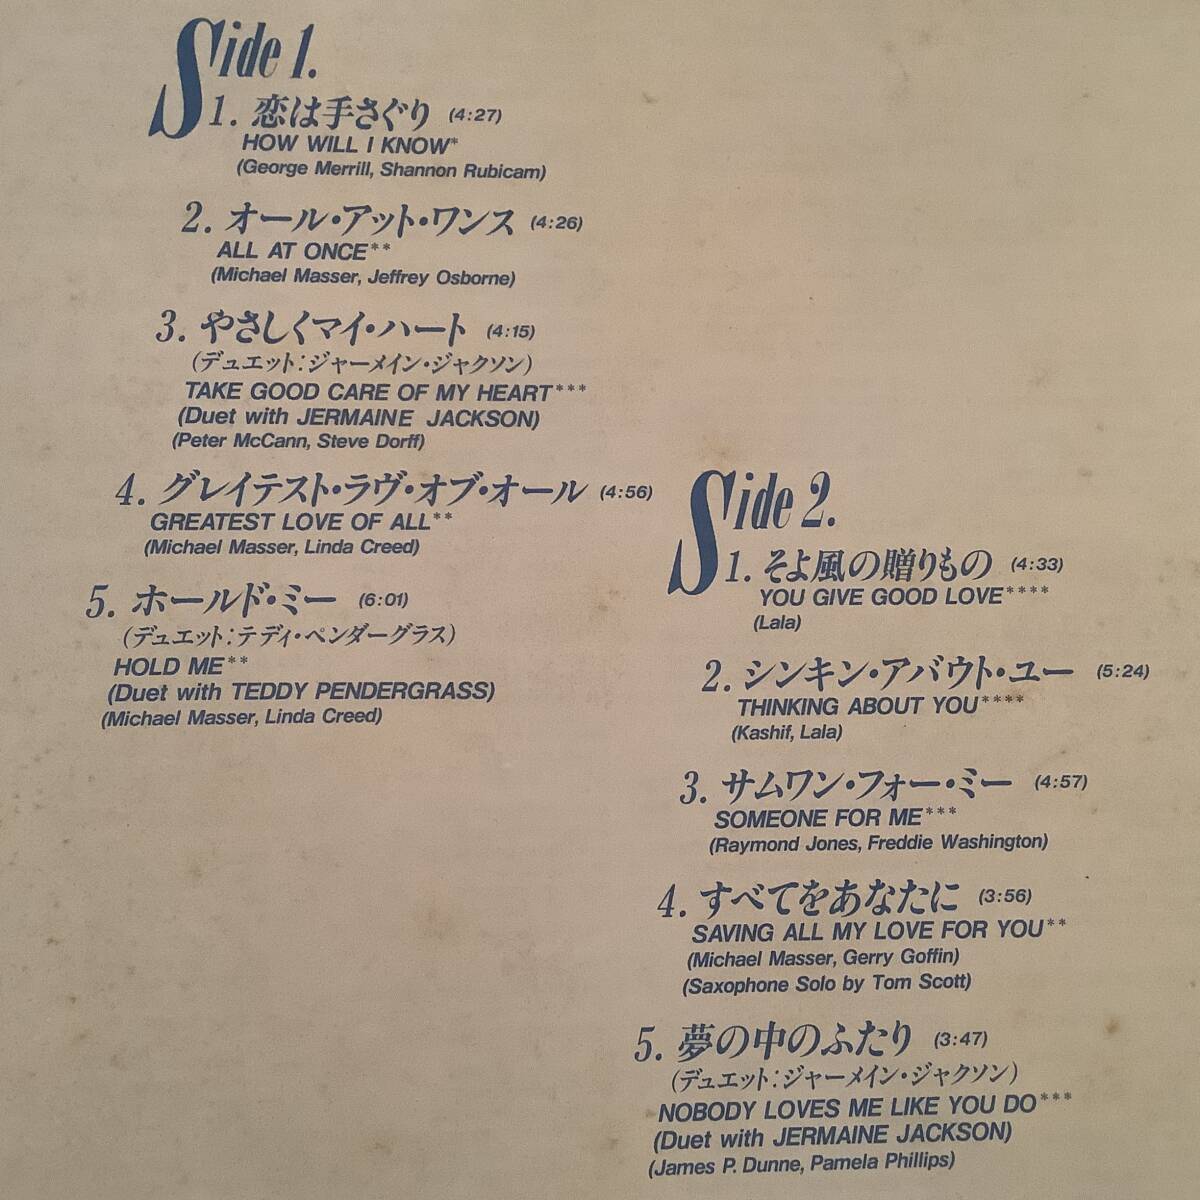 Side 1.
1. 恋は手さぐり (4:27)
HOW WILL I KNOW*
(George Merrill, Shannon Rubicam)
2. オール・アット・ワンス (4:26)
ALL AT ONCE**
(Michael Masser, Jeffrey Osborne)
3. やさしくマイ・ハート (4:15)
(デュエット:ジャーメイン・ジャクソン)
TAKE GOOD CARE OF MY HEART***
(Duet with JERMAINE JACKSON)
(Peter McCann, Steve Dorff)
4. グレイテスト・ラヴ・オブ・オール (4:56)
GREATEST LOVE OF ALL**
(Michael Masser, Linda Creed)
5. ホールド・ミー (6:01)
(デュエット:テディ・ペンダーグラス)
HOLD ME**
(Duet with TEDDY PENDERGRASS)
(Michael Masser, Linda Creed)
Side 2.
1. そよ風の贈りもの (4:33)
YOU GIVE GOOD LOVE****
(Lala)
2. シンキン・アバウト・ユー (5:24)
THINKING ABOUT YOU****
(Kashif, Lala)
3. サムワン・フォー・ミー (4:57)
SOMEONE FOR ME***
(Raymond Jones, Freddie Washington)
4. すべてをあなたに (3:56)
SAVING ALL MY LOVE FOR YOU**
(Michael Masser, Gerry Goffin)
(Saxophone Solo by Tom Scott)
5. 夢の中のふたり (3:47)
(デュエット:ジャーメイン・ジャクソン)
NOBODY LOVES ME LIKE YOU DO***
(Duet with JERMAINE JACKSON)
(James P. Dunne, Pamela Phillips)